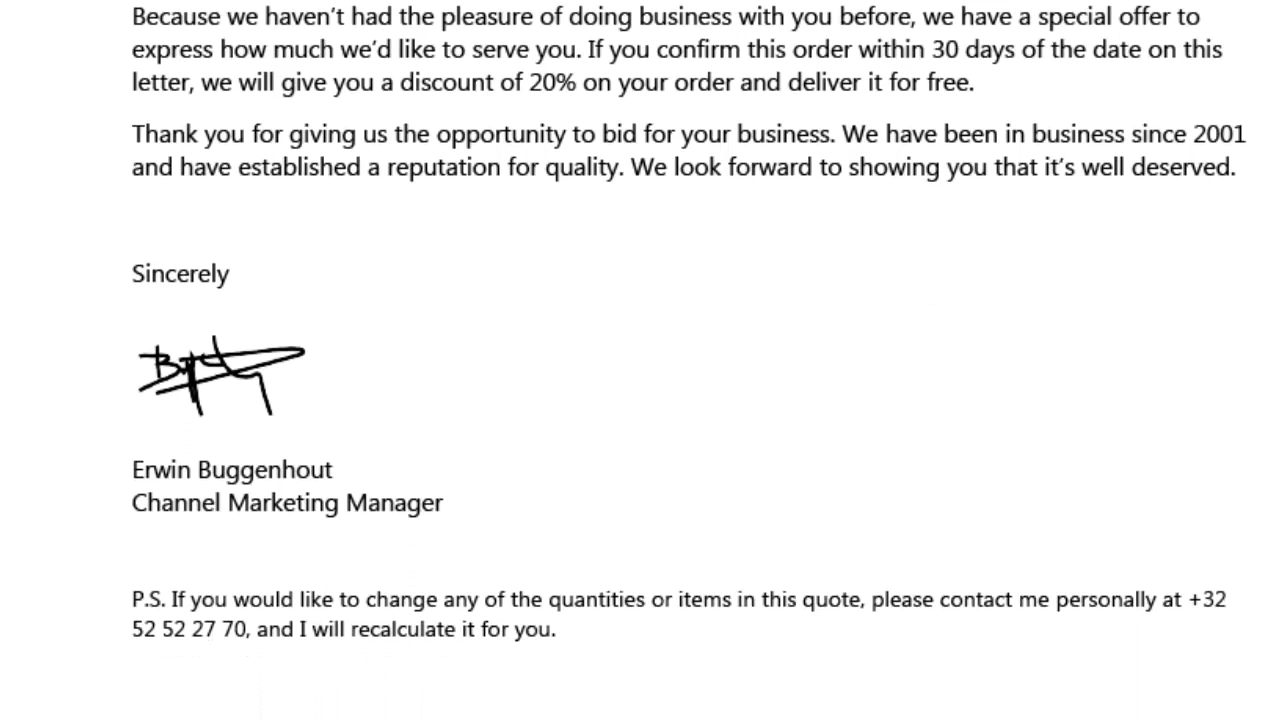 Because we haven’t had the pleasure of doing business with you before, we have a special offer to
express how much we’d like to serve you. If you confirm this order within 30 days of the date on this
letter, we will give you a discount of 20% on your order and deliver it for free.
Thank you for giving us the opportunity to bid for your business. We have been in business since 2001
and have established a reputation for quality. We look forward to showing you that it’s well deserved.
Sincerely
Erwin Buggenhout
Channel Marketing Manager
P.S. If you would like to change any of the quantities or items in this quote, please contact me personally at +32
52 52 27 70, and I will recalculate it for you.